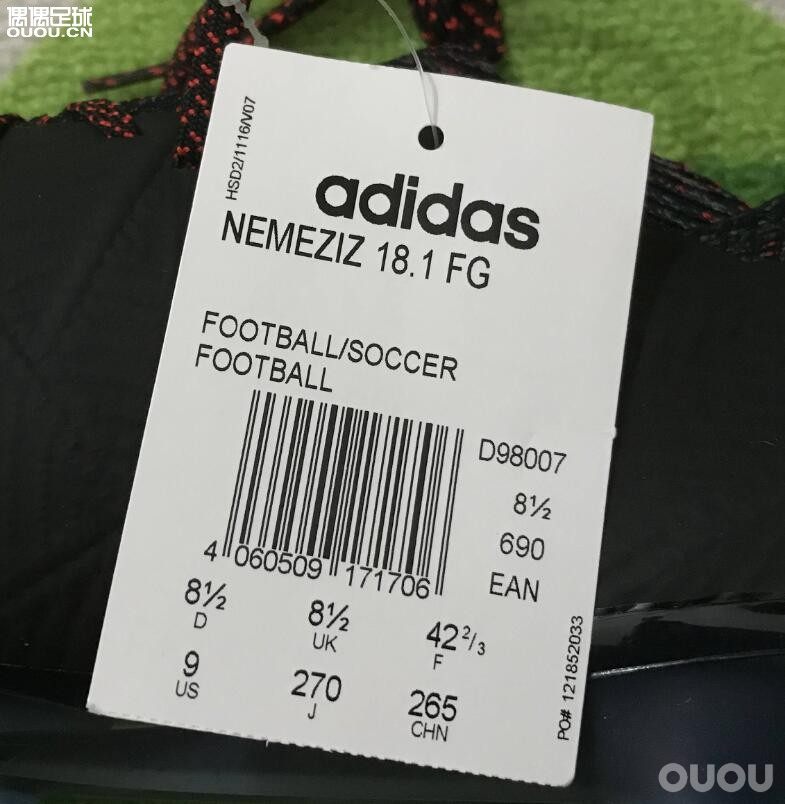 偶偶足球
OUOU.CN
HSD2/1116/V07
adidas
NEMEZIZ 18.1 FG
FOOTBALL/SOCCER
FOOTBALL
D98007
8½
690
EAN
4 060509 171706
8½ 8½ 42²/₃
D UK F
9 270 265
US J CHN
PO# 121852033
OUOU